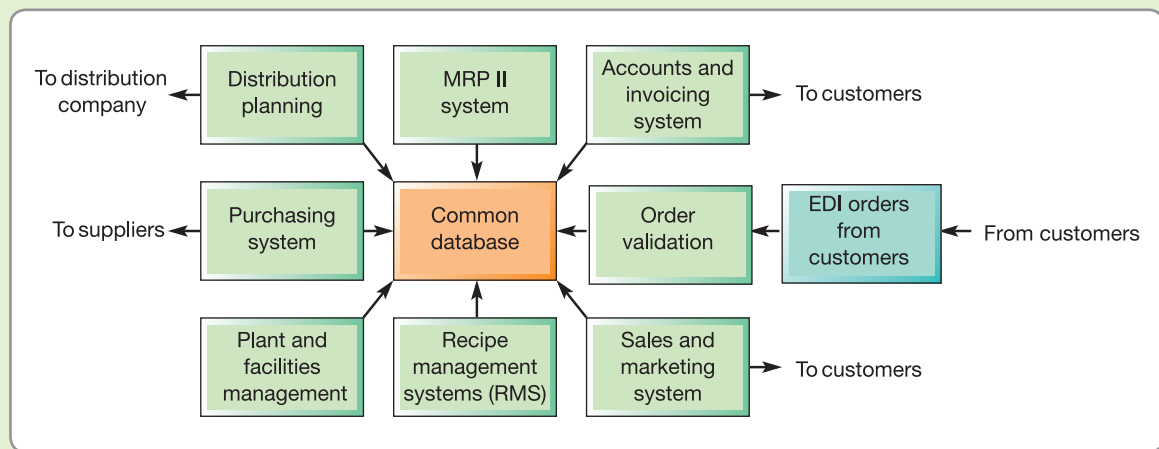 To distribution
company
Distribution
planning
MRP II
system
Accounts and
invoicing
system
To customers
To suppliers
Purchasing
system
Common
database
Order
validation
EDI orders
from
customers
From customers
Plant and
facilities
management
Recipe
management
systems (RMS)
Sales and
marketing
system
To customers